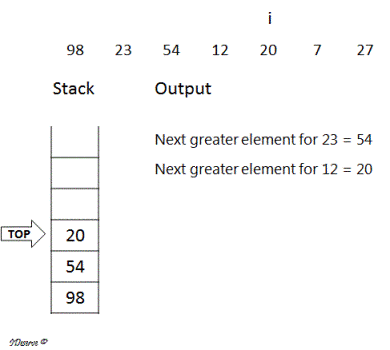 i
98 23 54 12 20 7 27
Stack Output
Next greater element for 23 = 54
Next greater element for 12 = 20
TOP
20
54
98
IDeserve ©